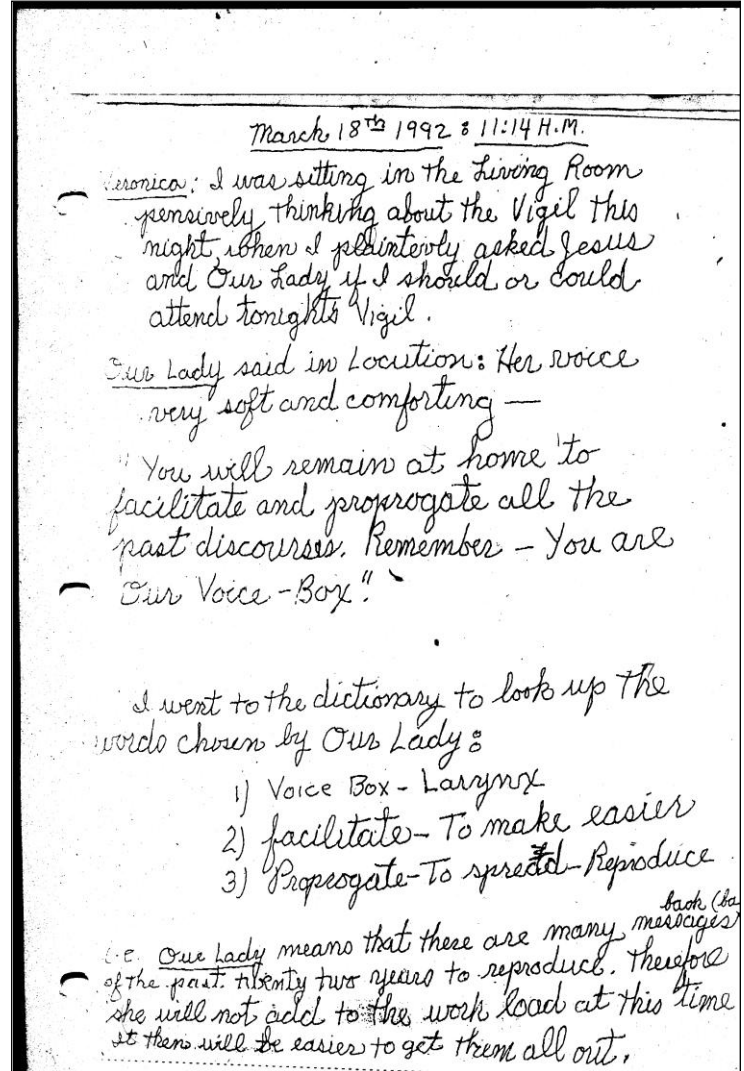 March 18th 1992 : 11:14 H.M.
Veronica: I was sitting in the Living Room
pensively thinking about the Vigil this
night, when I plaintevly asked Jesus
and Our Lady if I should or could
attend tonights Vigil.
Our Lady said in Locution: Her voice
very soft and comforting —
"You will remain at home to
facilitate and proprogate all the
past discourses. Remember - You are
Our Voice-Box".
I went to the dictionary to look up the
words chosen by Our Lady:
1) Voice Box - Larynx
2) facilitate - To make easier
3) Proprogate - To spread - Reproduce
back (ba
i.e. Our Lady means that there are many messages
of the past twenty two years to reproduce. Therefore
she will not add to the work load at this time
it then will be easier to get them all out.